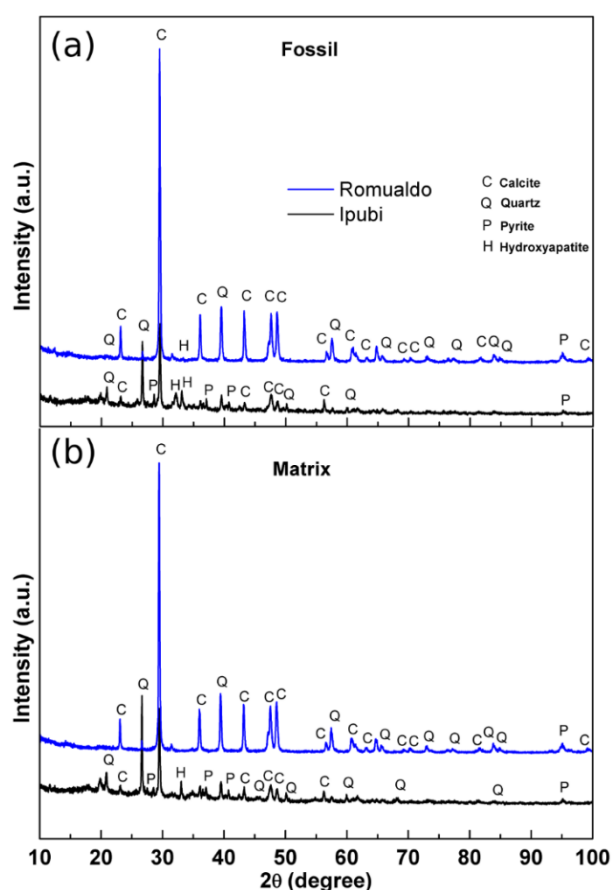 (a)
Fossil
C
Romualdo
Ipubi
C Calcite
Q Quartz
P Pyrite
H Hydroxyapatite
Q C Q H C Q C C C C Q C C Q C C Q Q C Q Q P C
Q C P H H P P C C C Q C Q P
Intensity (a.u.)
(b)
Matrix
C
C Q C Q C C C C Q C C Q C C Q Q C Q Q P C
Q C P H P P C Q C C Q C Q Q Q P
Intensity (a.u.)
10 20 30 40 50 60 70 80 90 100
2θ (degree)